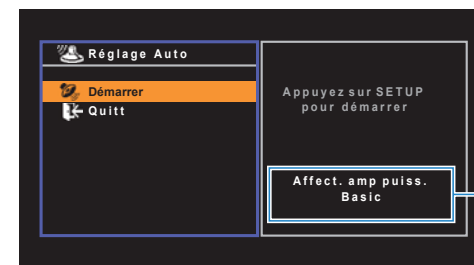 Réglage Auto
Démarrer
Quitt
Appuyez sur SETUP
pour démarrer
Affect. amp puiss.
Basic